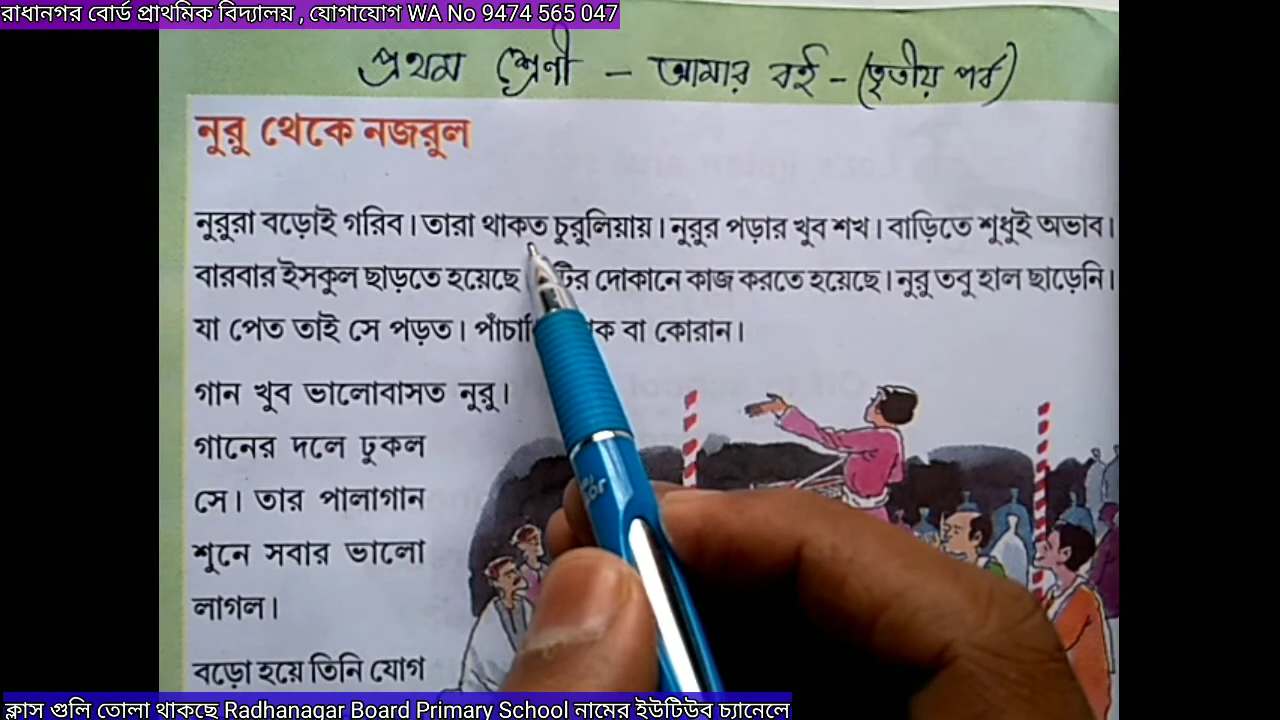 রাধানগর বোর্ড প্রাথমিক বিদ্যালয় , যোগাযোগ WA No 9474 565 047
প্রথম শ্রেণী – আমার বই – (তৃতীয় পর্ব)
নুরু থেকে নজরুল
নুরুরা বড়োই গরিব। তারা থাকত চুরুলিয়ায়। নুরুর পড়ার খুব শখ। বাড়িতে শুধুই অভাব।
বারবার ইসকুল ছাড়তে হয়েছে দোকানে কাজ করতে হয়েছে। নুরু তবু হাল ছাড়েনি।
যা পেত তাই সে পড়ত। বা কোরান।
গান খুব ভালোবাসত নুরু।
গানের দলে ঢুকল
সে। তার পালাগান
শুনে সবার ভালো
লাগল।
বড়ো হয়ে তিনি যোগ
ক্লাস গুলি তোলা থাকছে Radhanagar Board Primary School নামের ইউটিউব চ্যানেলে